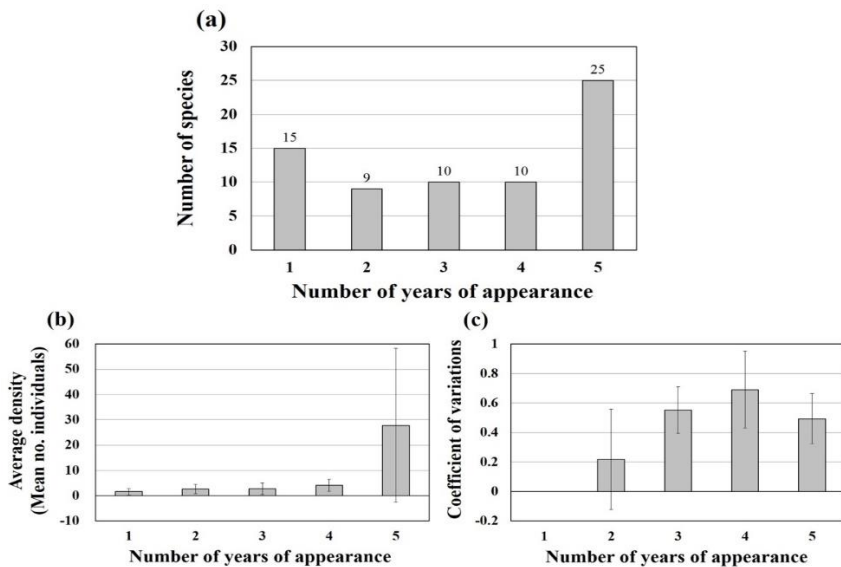 (a)
Number of species
30
25
20
15
10
5
0
15
9
10
10
25
1 2 3 4 5
Number of years of appearance
(b)
Average density
(Mean no. individuals)
60
50
40
30
20
10
0
-10
1 2 3 4 5
Number of years of appearance
(c)
Coefficient of variations
1
0.8
0.6
0.4
0.2
0
-0.2
1 2 3 4 5
Number of years of appearance